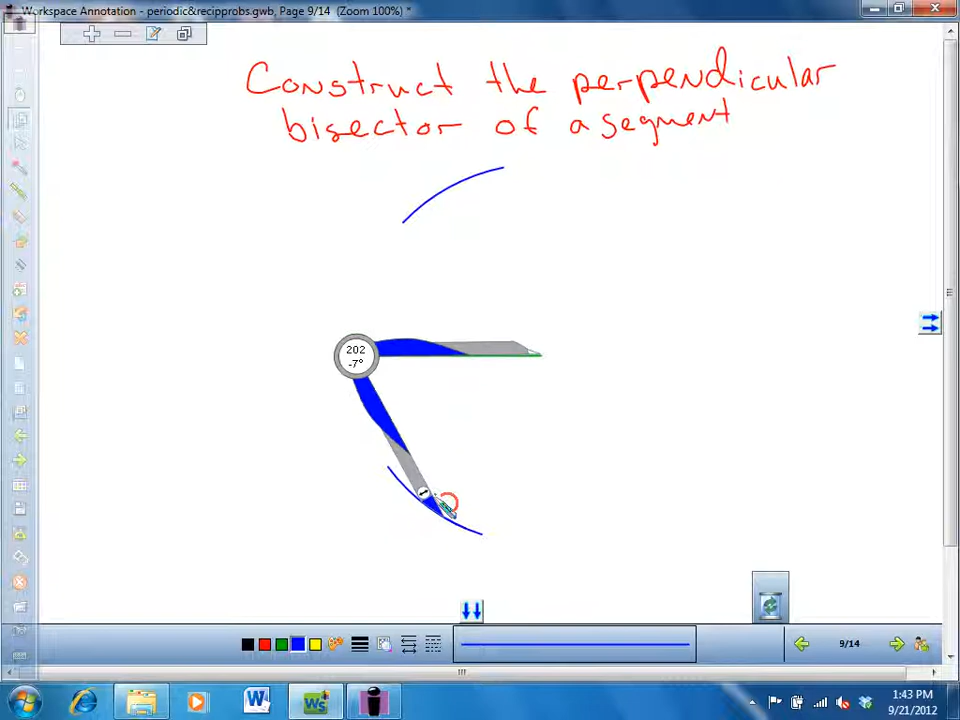 Workspace Annotation - periodic&recipprobs.gwb, Page 9/14 (Zoom 100%) *
Construct the perpendicular
bisector of a segment
202
-7°
9/14
W
Ws
1:43 PM
9/21/2012